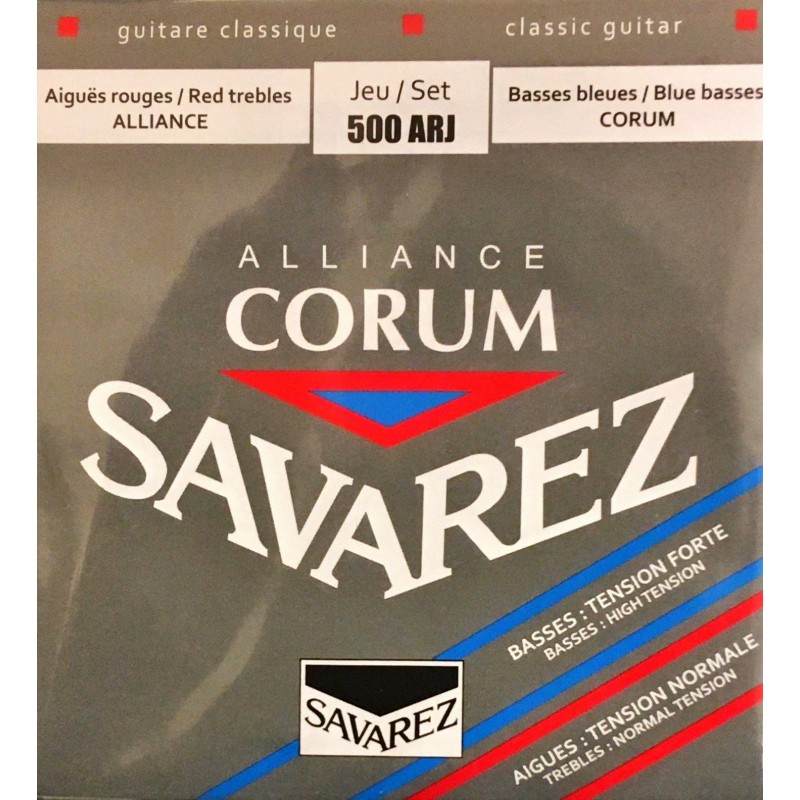 guitare classique
classic guitar
Aiguës rouges / Red trebles
ALLIANCE
Jeu / Set
500 ARJ
Basses bleues / Blue basses
CORUM
ALLIANCE
CORUM
SAVAREZ
BASSES : TENSION FORTE
BASSES : HIGH TENSION
AIGUES : TENSION NORMALE
TREBLES : NORMAL TENSION
SAVAREZ